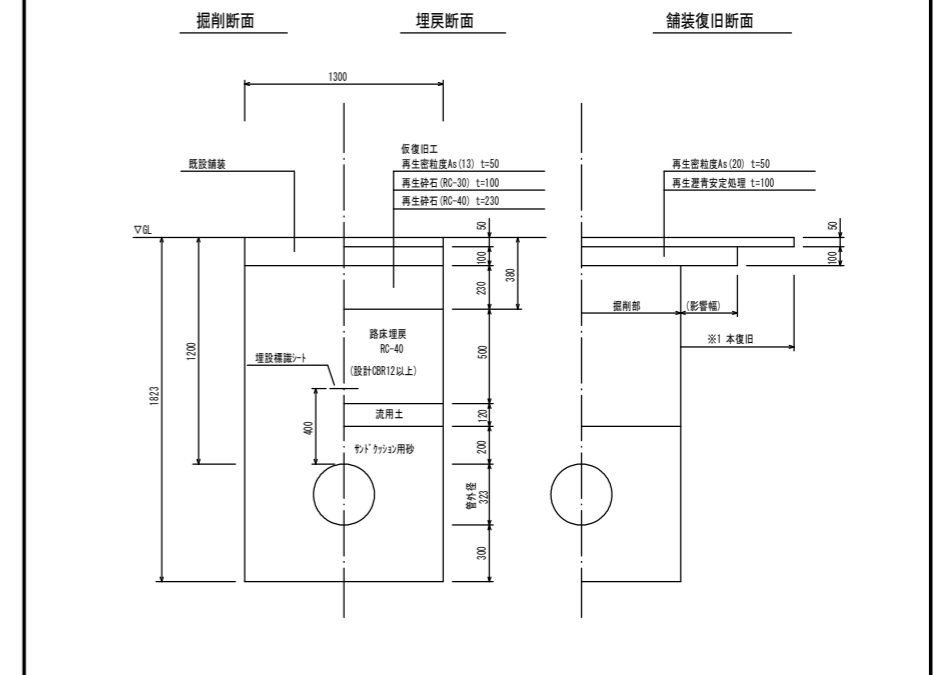 掘削断面
埋戻断面
舗装復旧断面
1300
既設舗装
仮復旧工
再生密粒度As(13) t=50
再生砕石(RC-30) t=100
再生砕石(RC-40) t=230
再生密粒度As(20) t=50
再生瀝青安定処理 t=100
▽GL
50
100
230
380
50
100
掘削部
(影響幅)
※1 本復旧
1200
1823
埋設標識シート
路床埋戻
RC-40
(設計CBR12以上)
500
400
流用土
120
サンドクッション用砂
200
管外径
323
300